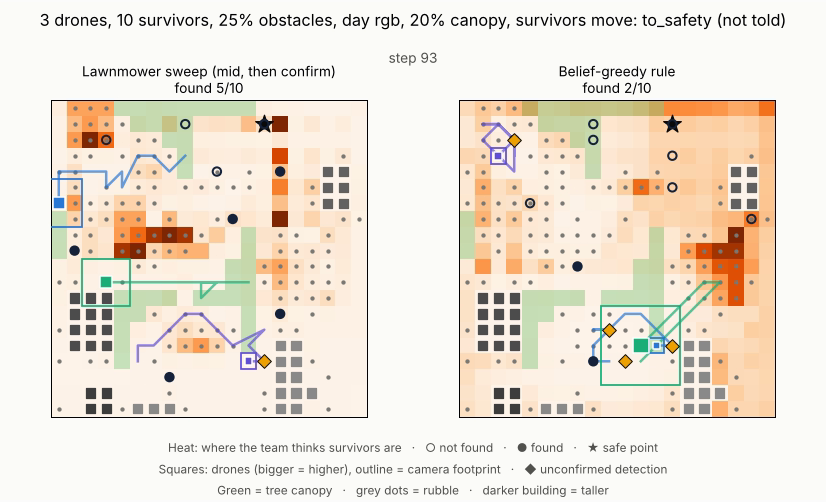 3 drones, 10 survivors, 25% obstacles, day rgb, 20% canopy, survivors move: to_safety (not told)
step 93
Lawnmower sweep (mid, then confirm)
found 5/10
Belief-greedy rule
found 2/10
Heat: where the team thinks survivors are · ○ not found · ● found · ★ safe point
Squares: drones (bigger = higher), outline = camera footprint · ◆ unconfirmed detection
Green = tree canopy · grey dots = rubble · darker building = taller